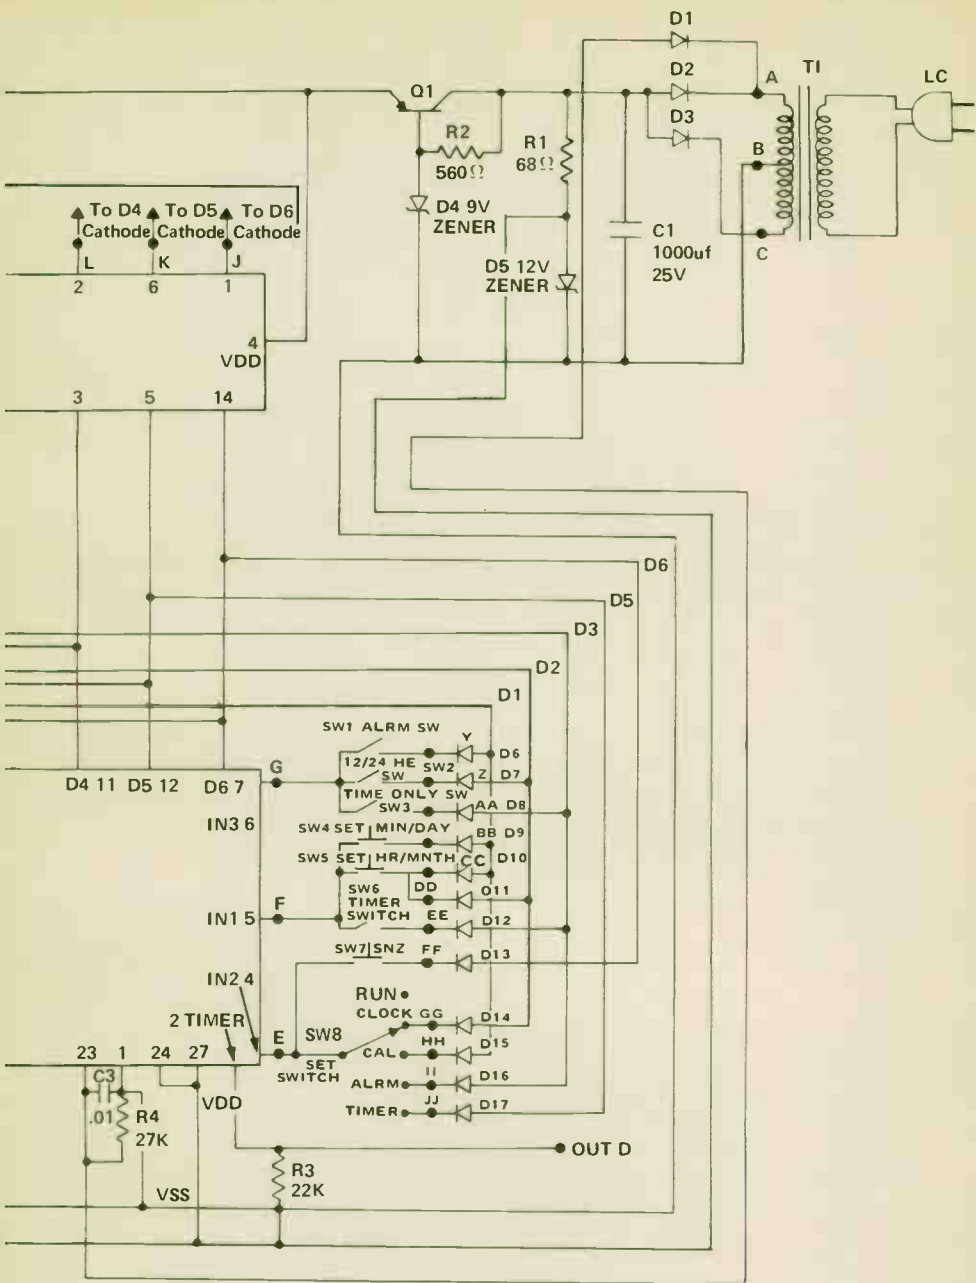 D1
TI
LC
D2
A
Q1
D3
R2
560Ω
R1
68Ω
B
D4 9V
ZENER
C1
1000uf
25V
C
D5 12V
ZENER
To D4
Cathode
To D5
Cathode
To D6
Cathode
L
K
J
2
6
1
4
VDD
3
5
14
D6
D5
D3
D2
D1
SW1 ALRM SW
Y
D6
12/24 HE
SW
SW2
Z
D7
TIME ONLY SW
SW3
AA
D8
SW4 SET MIN/DAY
BB
D9
SW5 SET HR/MNTH
CC
D10
DD
D11
SW6
TIMER
SWITCH
EE
D12
SW7 SNZ
FF
D13
D4 11
D5 12
D6 7
G
IN3 6
F
IN1 5
IN2 4
2 TIMER
E
SW8
SET
SWITCH
RUN
CLOCK
GG
D14
CAL
HH
D15
ALRM
II
D16
TIMER
JJ
D17
23
1
24
27
C3
.01
R4
27K
VDD
OUT D
R3
22K
VSS